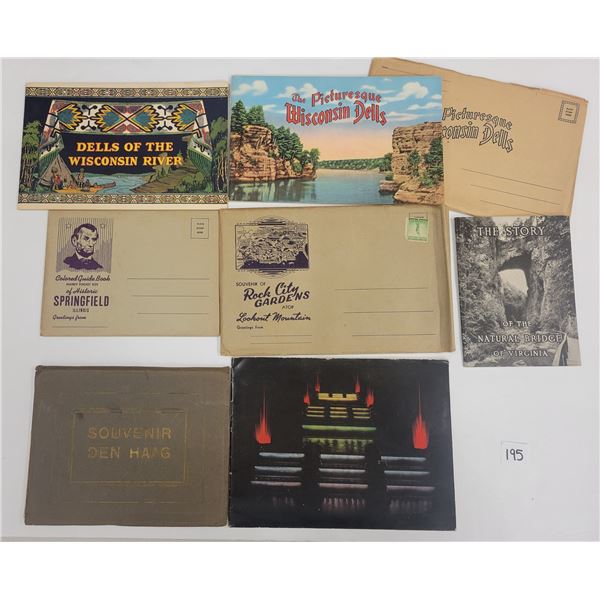 DELLS OF THE
WISCONSIN RIVER
The Picturesque
Wisconsin Dells
Picturesque
consin Dells
Colored Guide Book
of Historic
SPRINGFIELD
ILLINOIS
Greetings from
SOUVENIR OF
Rock City
GARDENS
ATOP
Lookout Mountain
Greetings from
THE STORY
OF THE
NATURAL BRIDGE
OF VIRGINIA
SOUVENIR
DEN HAAG
195